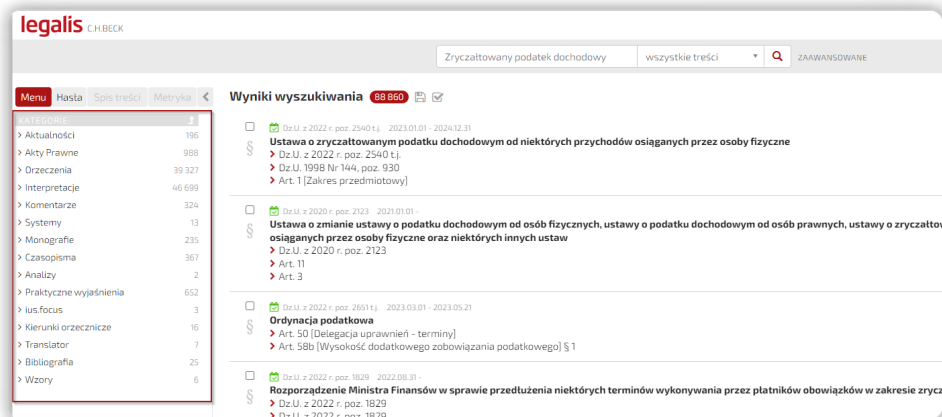 legalis C.H.BECK
Zryczałtowany podatek dochodowy wszystkie treści ZAAWANSOWANE
Menu Hasta Spis treści Metryka
KATEGORIE:
Aktualności 196
Akty Prawne 988
Orzeczenia 39 327
Interpretacje 46 699
Komentarze 324
Systemy 13
Monografie 235
Czasopisma 367
Analizy 2
Praktyczne wyjaśnienia 652
ius.focus 3
Kierunki orzecznicze 16
Translator 7
Bibliografia 25
Wzory 6
Wyniki wyszukiwania 88 860
Dz.U. z 2022 r. poz. 2540 t.j. 2023.01.01 - 2024.12.31
§ Ustawa o zryczałtowanym podatku dochodowym od niektórych przychodów osiąganych przez osoby fizyczne
Dz.U. z 2022 r. poz. 2540 t.j.
Dz.U. 1998 Nr 144, poz. 930
Art. 1 [Zakres przedmiotowy]
Dz.U. z 2020 r. poz. 2123 2021.01.01 -
§ Ustawa o zmianie ustawy o podatku dochodowym od osób fizycznych, ustawy o podatku dochodowym od osób prawnych, ustawy o
osiąganych przez osoby fizyczne oraz niektórych innych ustaw
Dz.U. z 2020 r. poz. 2123
Art. 11
Art. 3
Dz.U. z 2022 r. poz. 2651 t.j. 2023.03.01 - 2023.05.21
§ Ordynacja podatkowa
Art. 50 [Delegacja uprawnień - terminy]
Art. 58b [Wysokość dodatkowego zobowiązania podatkowego] § 1
Dz.U. z 2022 r. poz. 1829 2022.08.31 -
§ Rozporządzenie Ministra Finansów w sprawie przedłużenia niektórych terminów wykonywania przez płatników obowiązków w zakresie
Dz.U. z 2022 r. poz. 1829
Dz.U. z 2022 r. poz. 1829